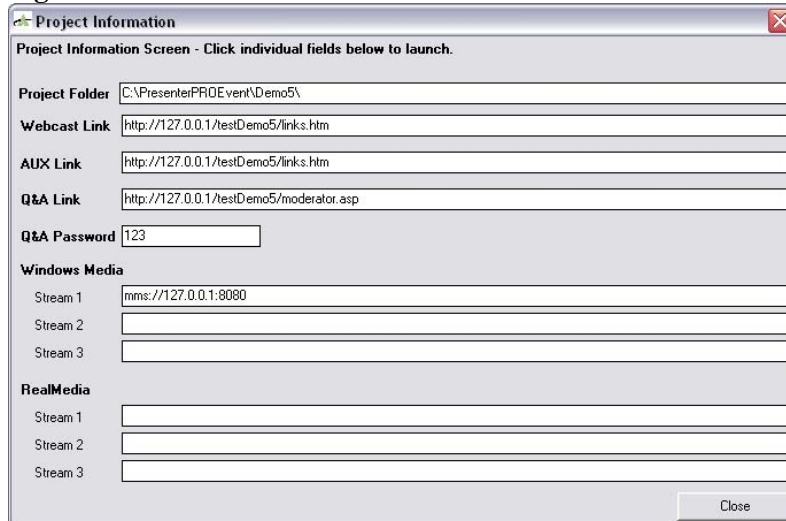 Project Information
Project Information Screen - Click individual fields below to launch.
Project Folder C:\PresenterPROEvent\Demo5\
Webcast Link http://127.0.0.1/testDemo5/links.htm
AUX Link http://127.0.0.1/testDemo5/links.htm
Q&A Link http://127.0.0.1/testDemo5/moderator.asp
Q&A Password 123
Windows Media
Stream 1 mms://127.0.0.1:8080
Stream 2
Stream 3
RealMedia
Stream 1
Stream 2
Stream 3
Close